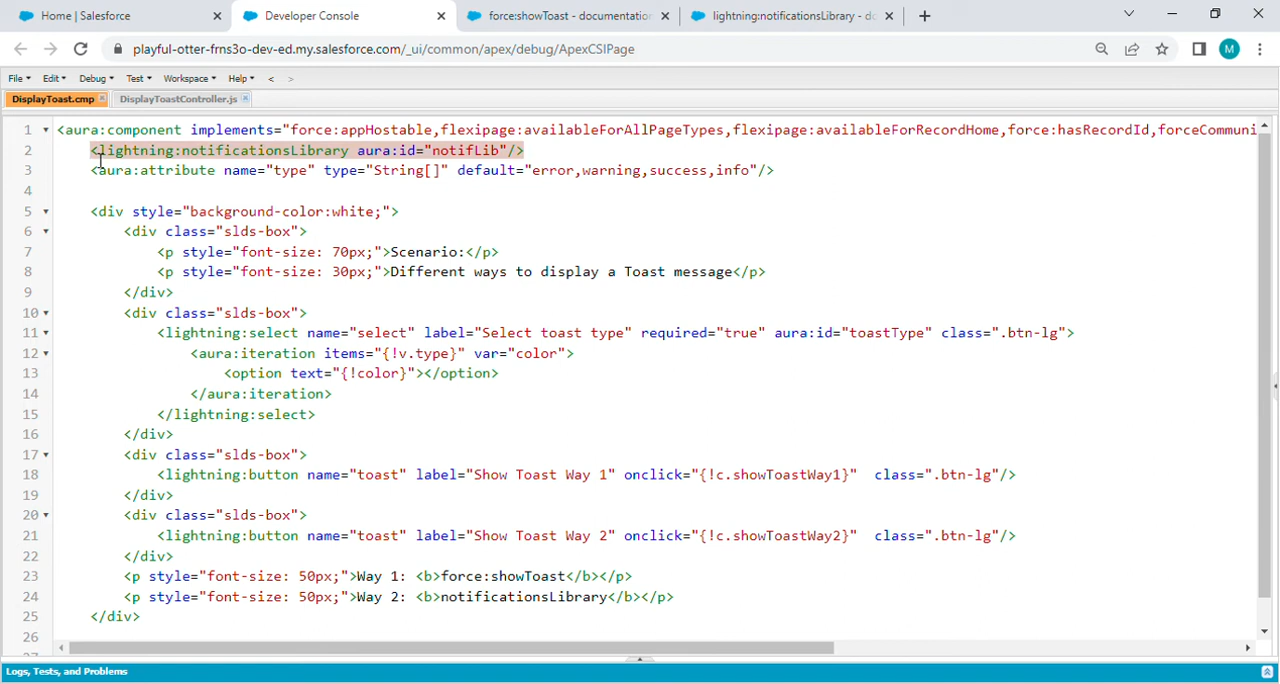 Home | Salesforce
Developer Console
force:showToast - documentation
lightning:notificationsLibrary - do
playful-otter-frns3o-dev-ed.my.salesforce.com/_ui/common/apex/debug/ApexCSIPage
M
File Edit Debug Test Workspace Help < >
DisplayToast.cmp DisplayToastController.js
1 <aura:component implements="force:appHostable,flexipage:availableForAllPageTypes,flexipage:availableForRecordHome,force:hasRecordId,forceCommuni
2 <lightning:notificationsLibrary aura:id="notifLib"/>
3 <aura:attribute name="type" type="String[]" default="error,warning,success,info"/>
4
5 <div style="background-color:white;">
6 <div class="slds-box">
7 <p style="font-size: 70px;">Scenario:</p>
8 <p style="font-size: 30px;">Different ways to display a Toast message</p>
9 </div>
10 <div class="slds-box">
11 <lightning:select name="select" label="Select toast type" required="true" aura:id="toastType" class=".btn-lg">
12 <aura:iteration items="{!v.type}" var="color">
13 <option text="{!color}"></option>
14 </aura:iteration>
15 </lightning:select>
16 </div>
17 <div class="slds-box">
18 <lightning:button name="toast" label="Show Toast Way 1" onclick="{!c.showToastWay1}" class=".btn-lg"/>
19 </div>
20 <div class="slds-box">
21 <lightning:button name="toast" label="Show Toast Way 2" onclick="{!c.showToastWay2}" class=".btn-lg"/>
22 </div>
23 <p style="font-size: 50px;">Way 1: <b>force:showToast</b></p>
24 <p style="font-size: 50px;">Way 2: <b>notificationsLibrary</b></p>
25 </div>
26
27
Logs, Tests, and Problems